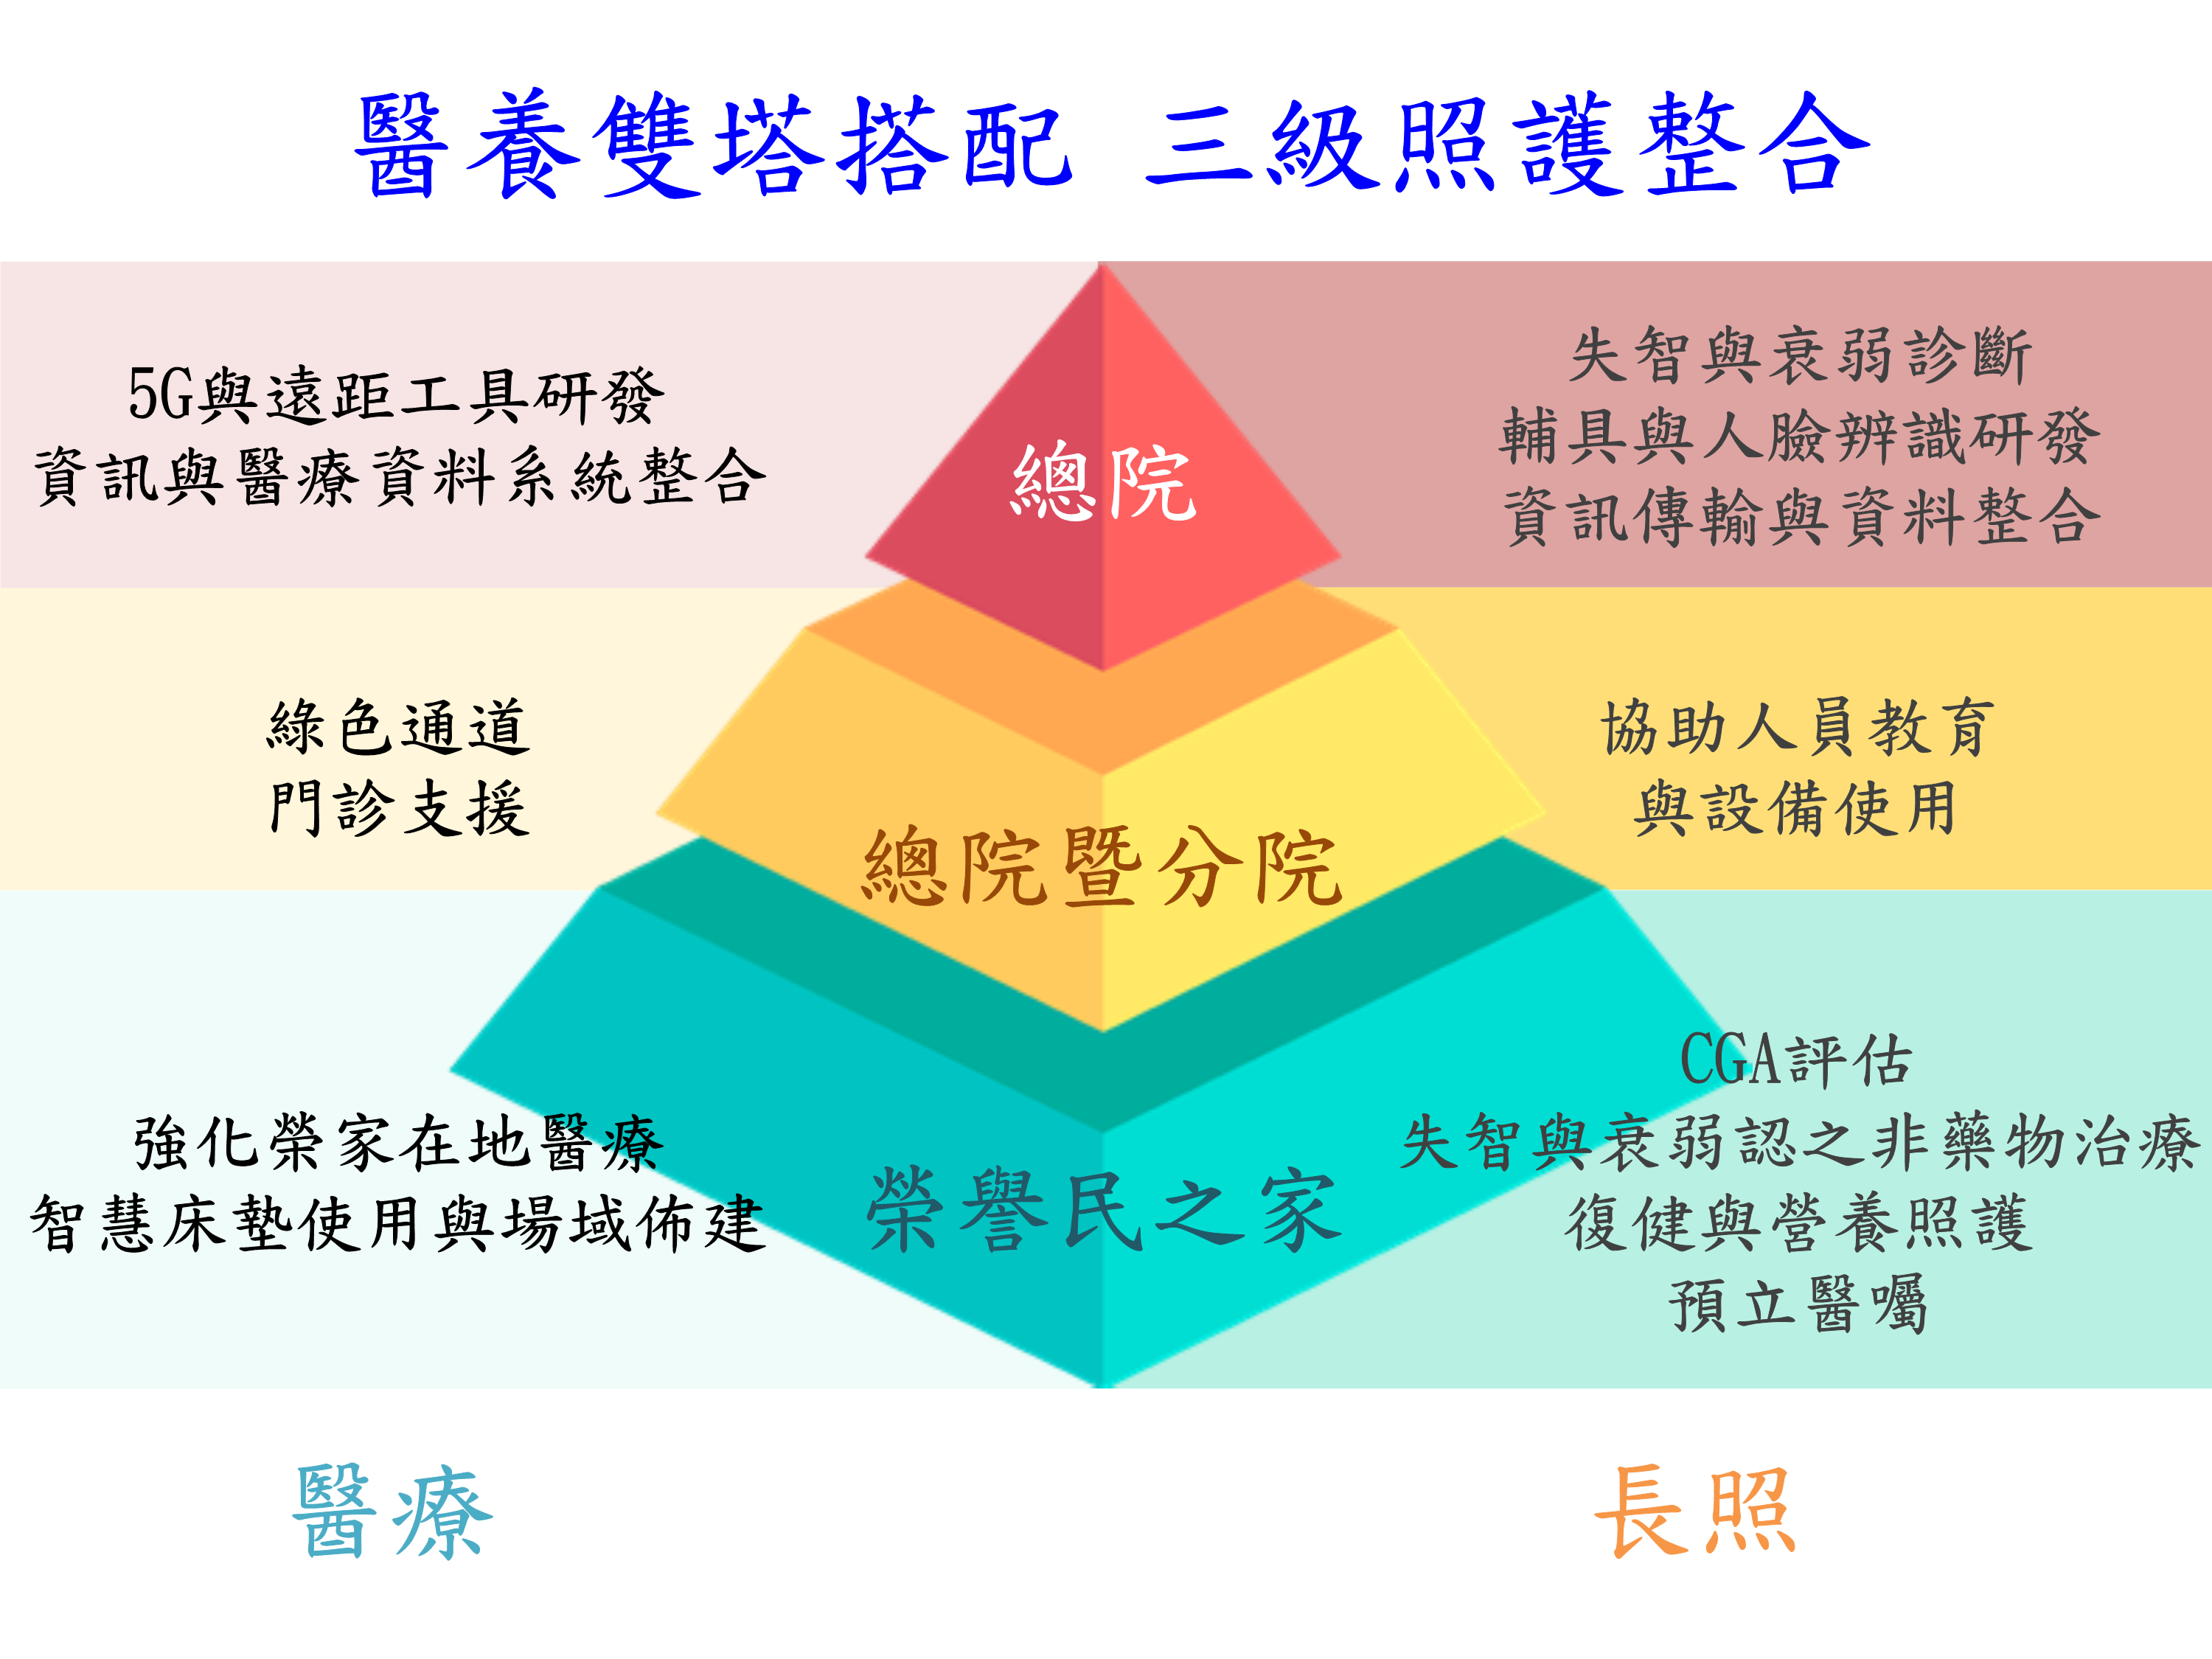 醫養雙塔搭配 三級照護整合
5G與遠距工具研發
資訊與醫療資料系統整合
總院
失智與衰弱診斷
輔具與人臉辨識研發
資訊傳輸與資料整合
綠色通道
門診支援
總院暨分院
協助人員教育
與設備使用
強化榮家在地醫療
智慧床墊使用與場域佈建
榮譽民之家
CGA評估
失智與衰弱認之非藥物治療
復健與營養照護
預立醫囑
醫療
長照